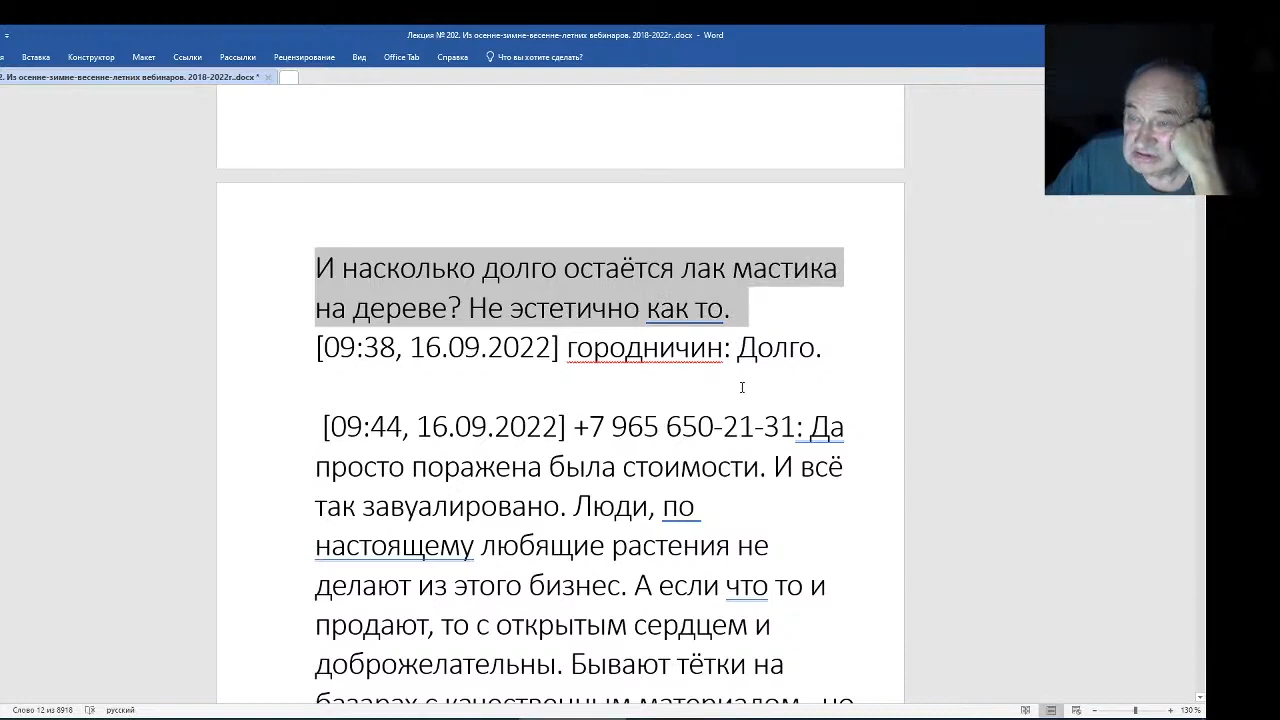 Лекция № 202. Из осенне-зимне-весенне-летних вебинаров. 2018-2022г..docx - Word
Вставка Конструктор Макет Ссылки Рассылки Рецензирование Вид Office Tab Справка Что вы хотите сделать?
2. Из осенне-зимне-весенне-летних вебинаров. 2018-2022г..docx *
И насколько долго остаётся лак мастика
на дереве? Не эстетично как то.
[09:38, 16.09.2022] городничин: Долго.
[09:44, 16.09.2022] +7 965 650-21-31: Да
просто поражена была стоимости. И всё
так завуалировано. Люди, по
настоящему любящие растения не
делают из этого бизнес. А если что то и
продают, то с открытым сердцем и
доброжелательны. Бывают тётки на
базарах с качественным материалом, но
Слово 12 из 8918 русский 130 %